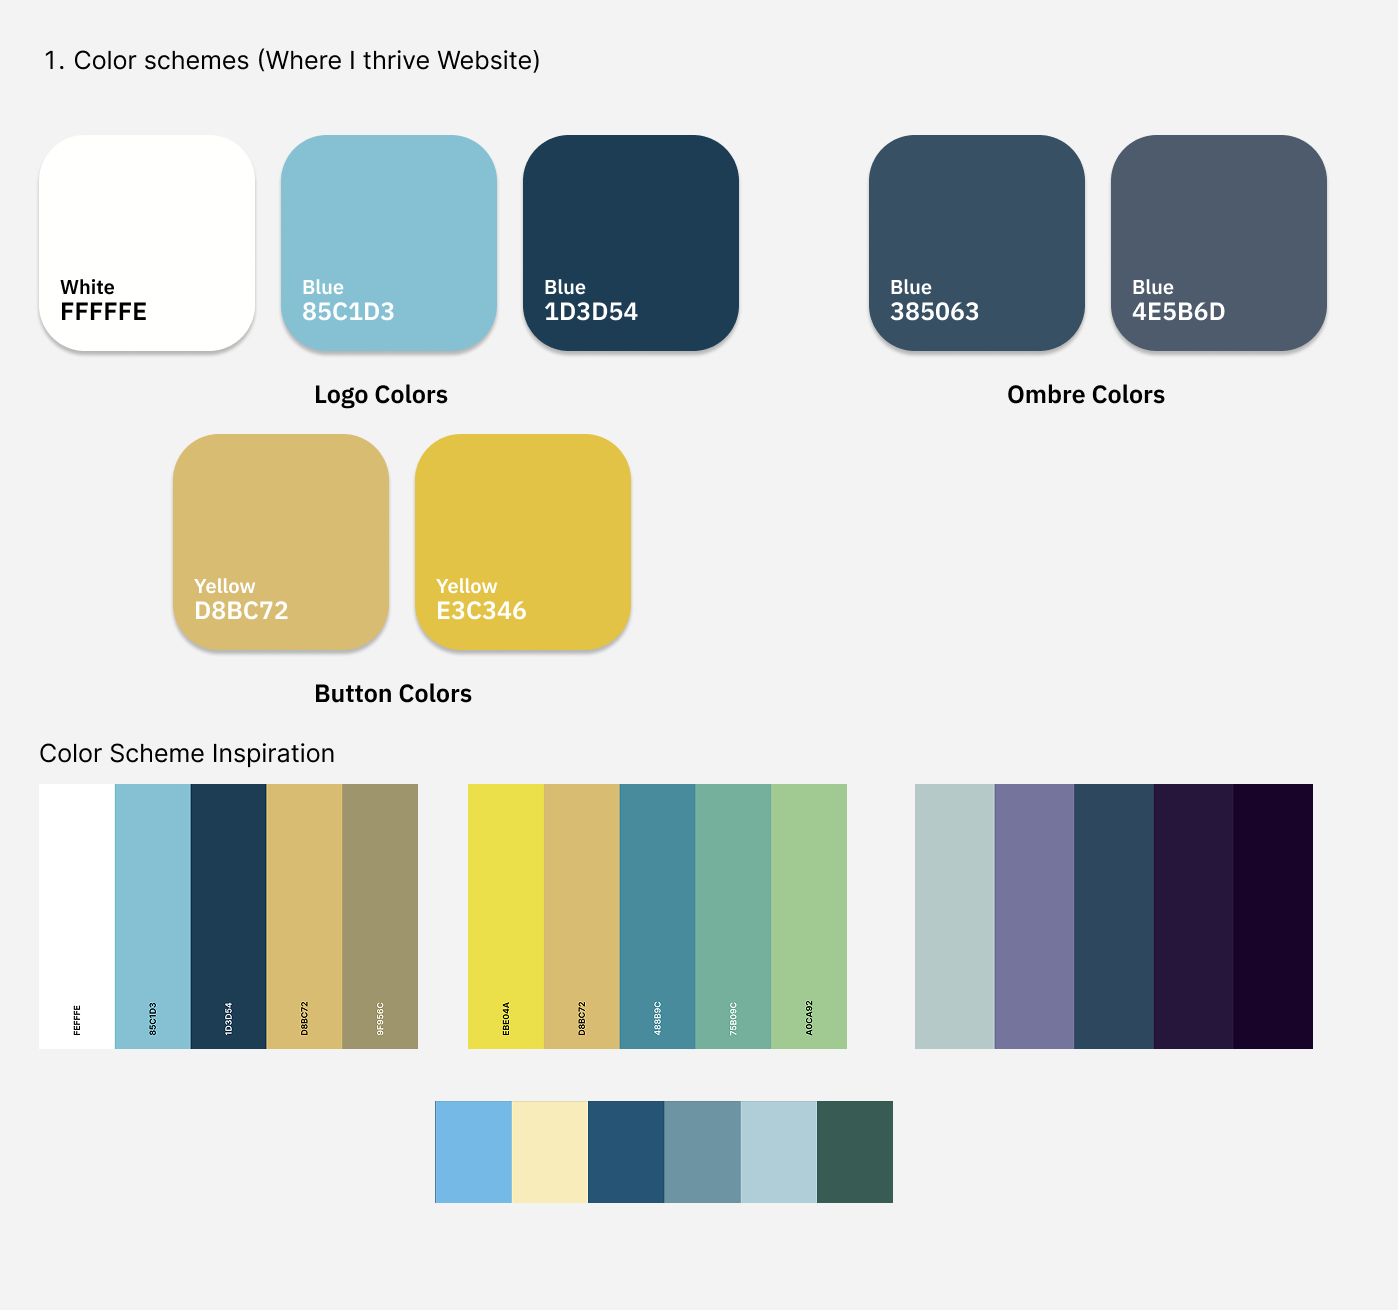 1. Color schemes (Where I thrive Website)
White
FFFFFE
Blue
85C1D3
Blue
1D3D54
Blue
385063
Blue
4E5B6D
Logo Colors
Ombre Colors
Yellow
D8BC72
Yellow
E3C346
Button Colors
Color Scheme Inspiration
FEFFFE
85C1D3
1D3D54
D8BC72
9F956C
EBE04A
D8BC72
488B9C
75B09C
A0CA92